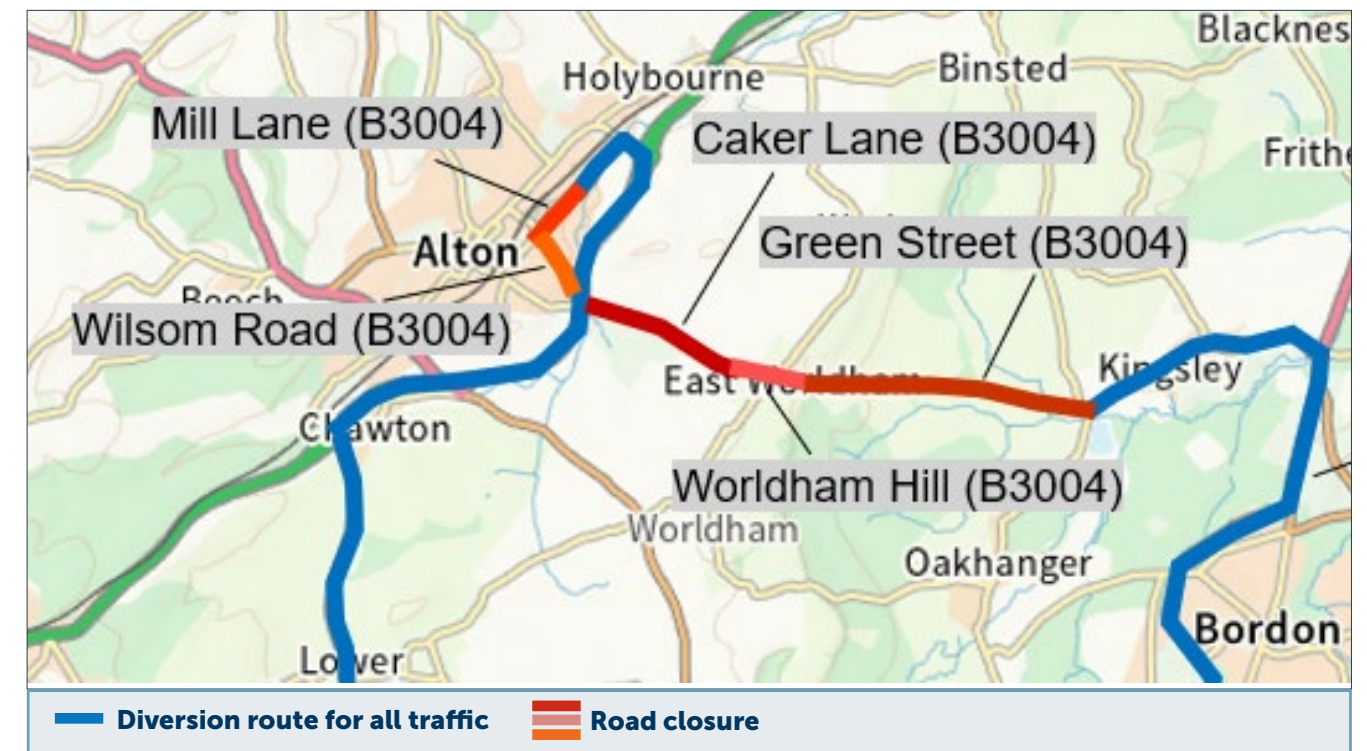 Blacknes
Holybourne
Binsted
Mill Lane (B3004)
Caker Lane (B3004)
Frithe
Green Street (B3004)
Alton
Beech
Wilsom Road (B3004)
East Worldham
Kingsley
Chawton
Worldham Hill (B3004)
Worldham
Oakhanger
Bordon
Lower
Diversion route for all traffic Road closure